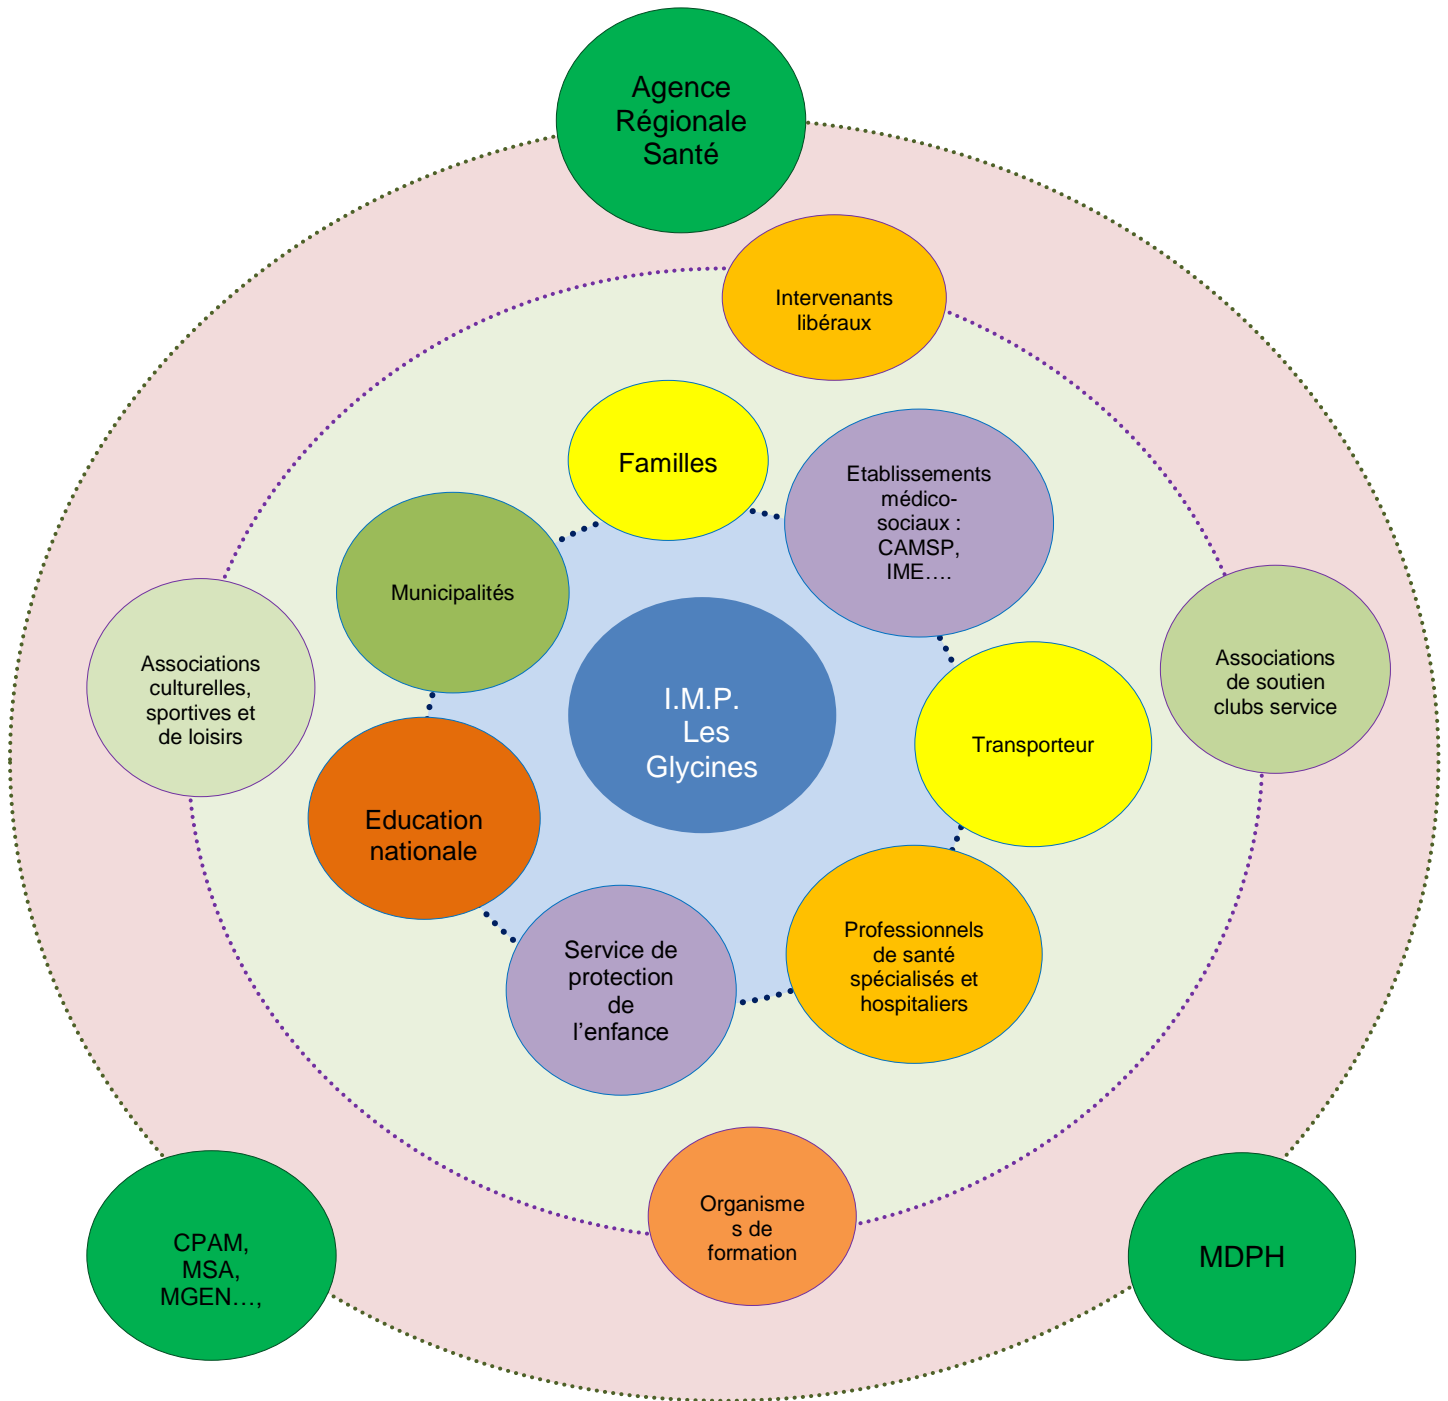 Agence
Régionale
Santé
Intervenants
libéraux
Familles
Etablissements
médico-
sociaux :
CAMSP,
IME….
Municipalités
Associations
culturelles,
sportives et
de loisirs
I.M.P.
Les
Glycines
Transporteur
Associations
de soutien
clubs service
Education
nationale
Service de
protection
de
l’enfance
Professionnels
de santé
spécialisés et
hospitaliers
Organisme
s de
formation
CPAM,
MSA,
MGEN…,
MDPH